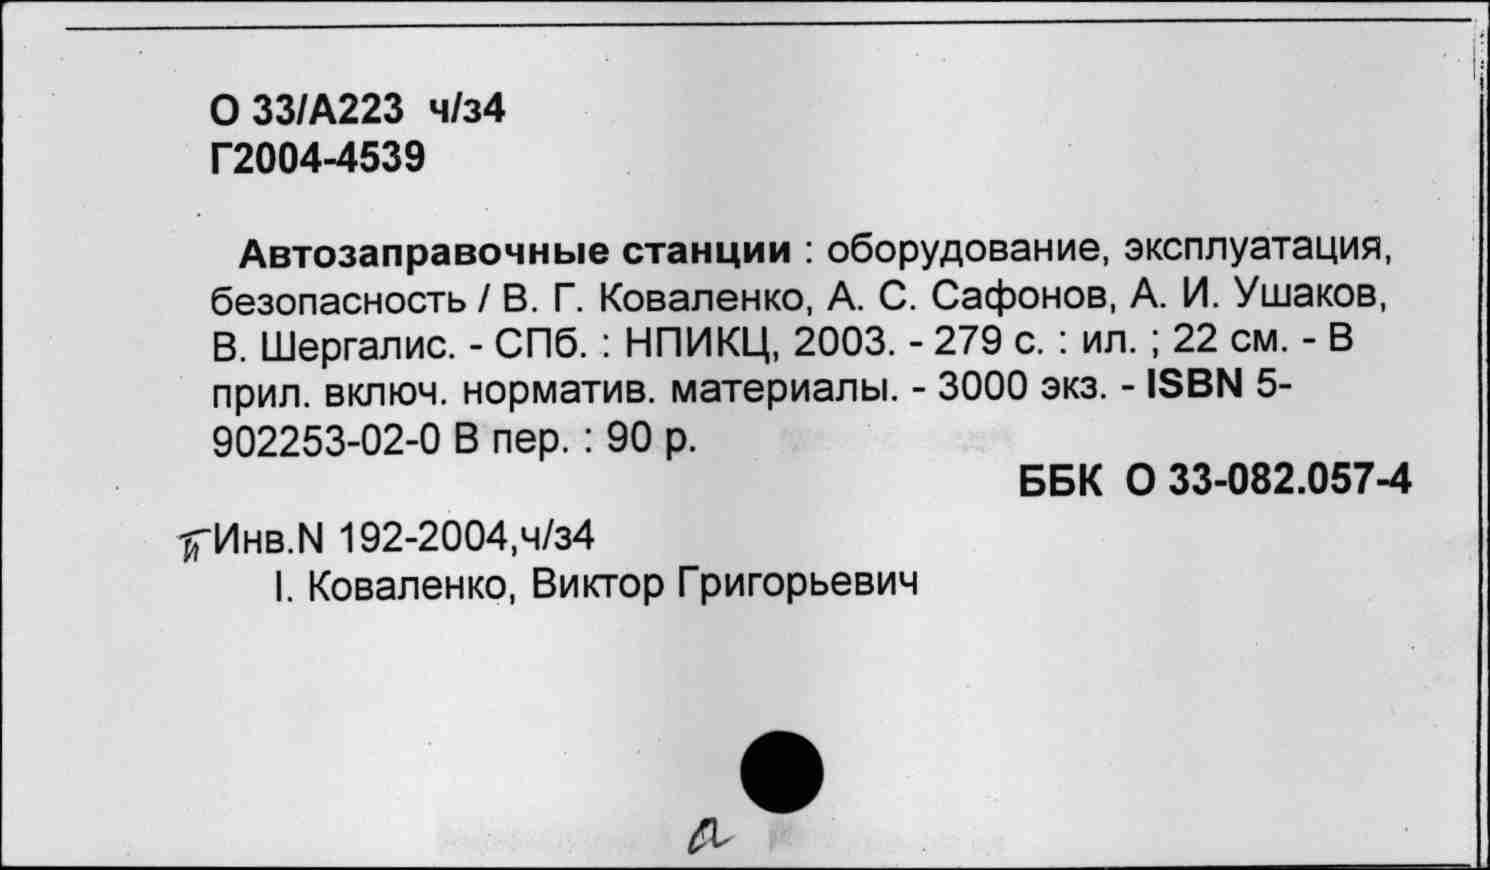 О 33/А223 ч/з4
Г2004-4539
Автозаправочные станции : оборудование, эксплуатация,
безопасность / В. Г. Коваленко, А. С. Сафонов, А. И. Ушаков,
В. Шергалис. - СПб. : НПИКЦ, 2003. - 279 с. : ил. ; 22 см. - В
прил. включ. норматив. материалы. - 3000 экз. - ISBN 5-
902253-02-0 В пер. : 90 р.
ББК О 33-082.057-4
Инв.N 192-2004,ч/з4
I. Коваленко, Виктор Григорьевич